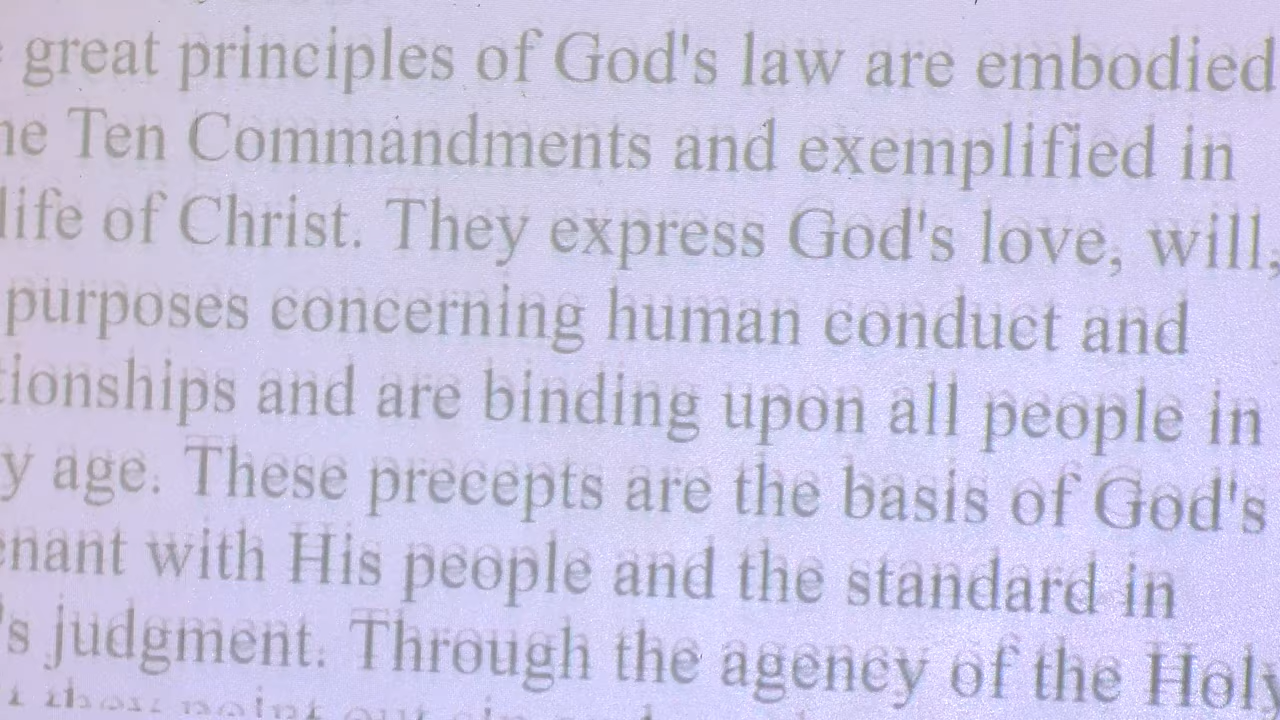 great principles of God's law are embodied
he Ten Commandments and exemplified in
life of Christ. They express God's love, will,
purposes concerning human conduct and
tionships and are binding upon all people in
y age. These precepts are the basis of God's
enant with His people and the standard in
's judgment. Through the agency of the Holy